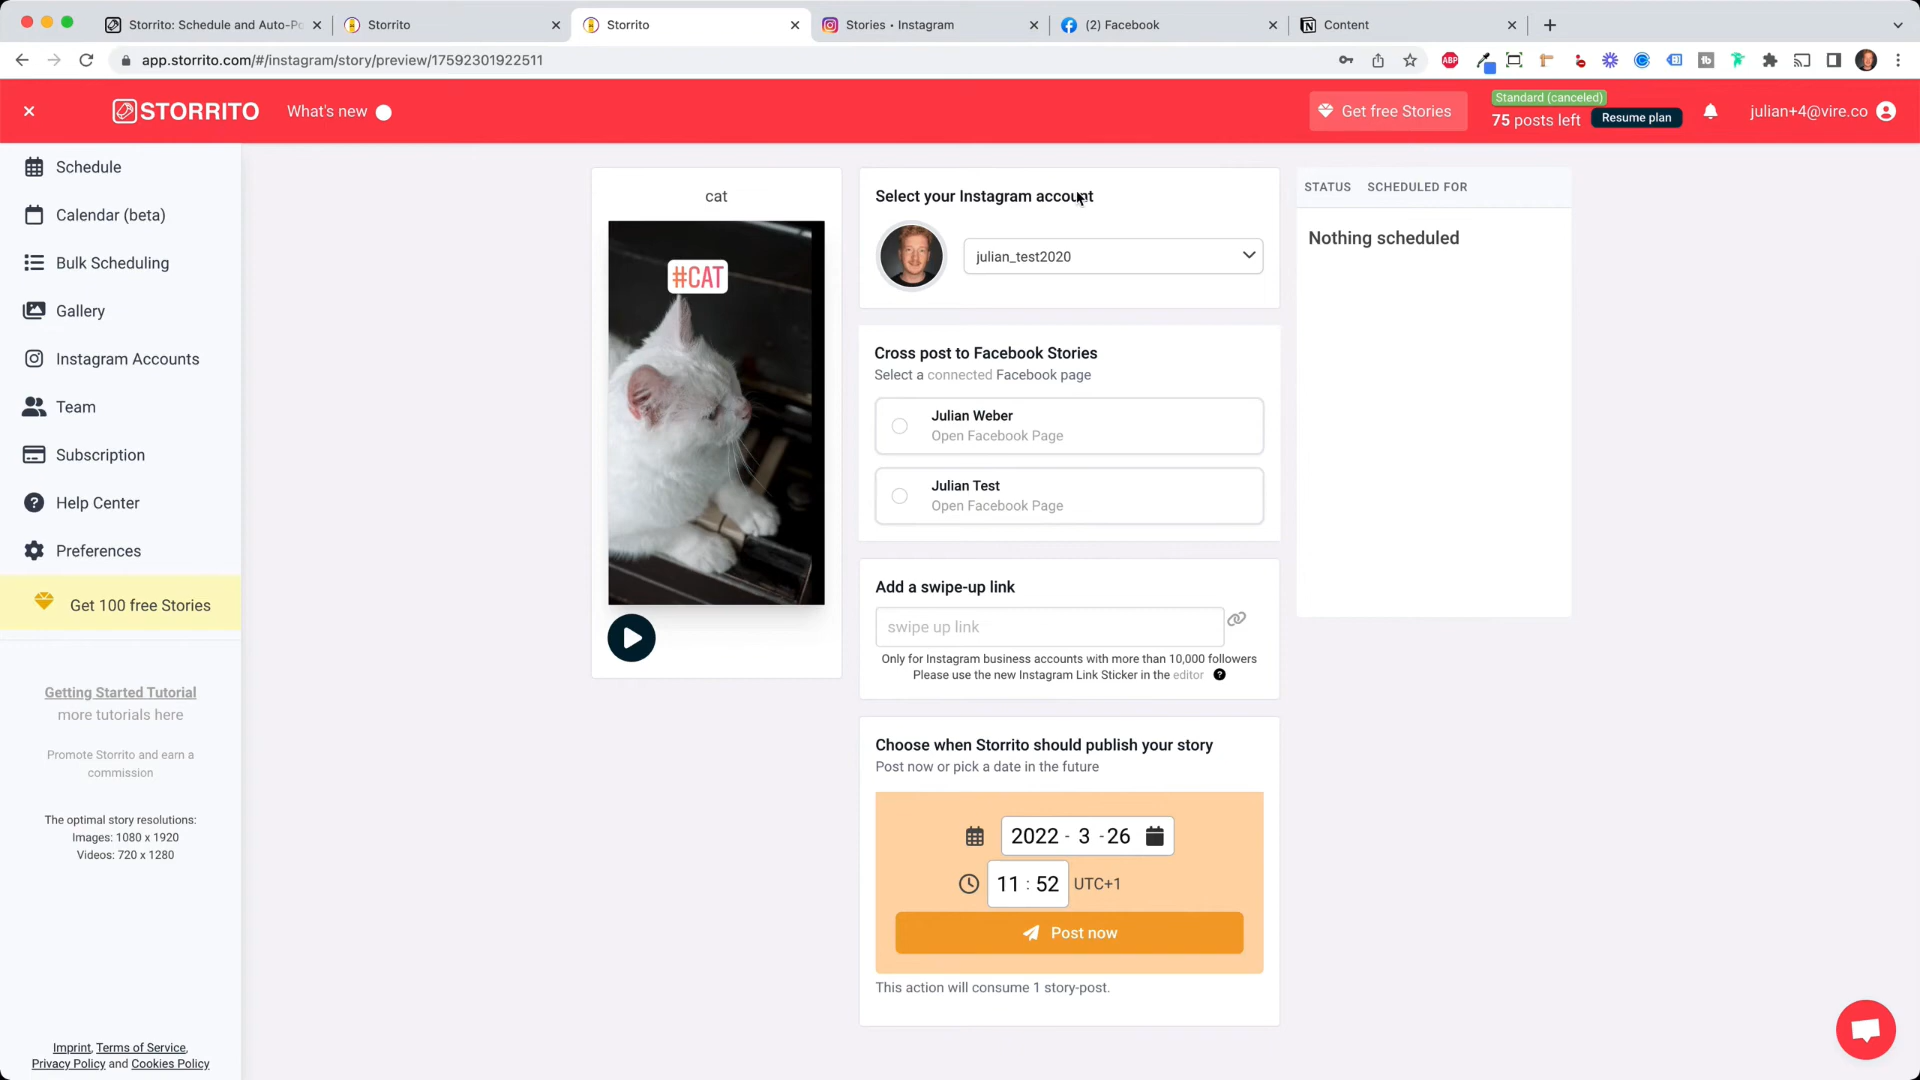 Storrito: Schedule and Auto-Po
Storrito
Storrito
Stories • Instagram
(2) Facebook
Content
app.storrito.com/#/instagram/story/preview/17592301922511
ABP
tb
STORRITO
What's new
Get free Stories
Standard (canceled)
75 posts left
Resume plan
julian+4@vire.co
Schedule
Calendar (beta)
Bulk Scheduling
Gallery
Instagram Accounts
Team
Subscription
Help Center
Preferences
Get 100 free Stories
Getting Started Tutorial
more tutorials here
Promote Storrito and earn a
commission
The optimal story resolutions:
Images: 1080 x 1920
Videos: 720 x 1280
Imprint, Terms of Service,
Privacy Policy and Cookies Policy
cat
#CAT
Select your Instagram account
julian_test2020
Cross post to Facebook Stories
Select a connected Facebook page
Julian Weber
Open Facebook Page
Julian Test
Open Facebook Page
Add a swipe-up link
swipe up link
Only for Instagram business accounts with more than 10,000 followers
Please use the new Instagram Link Sticker in the editor ?
Choose when Storrito should publish your story
Post now or pick a date in the future
2022 - 3 - 26
11 : 52 UTC+1
Post now
This action will consume 1 story-post.
STATUS SCHEDULED FOR
Nothing scheduled